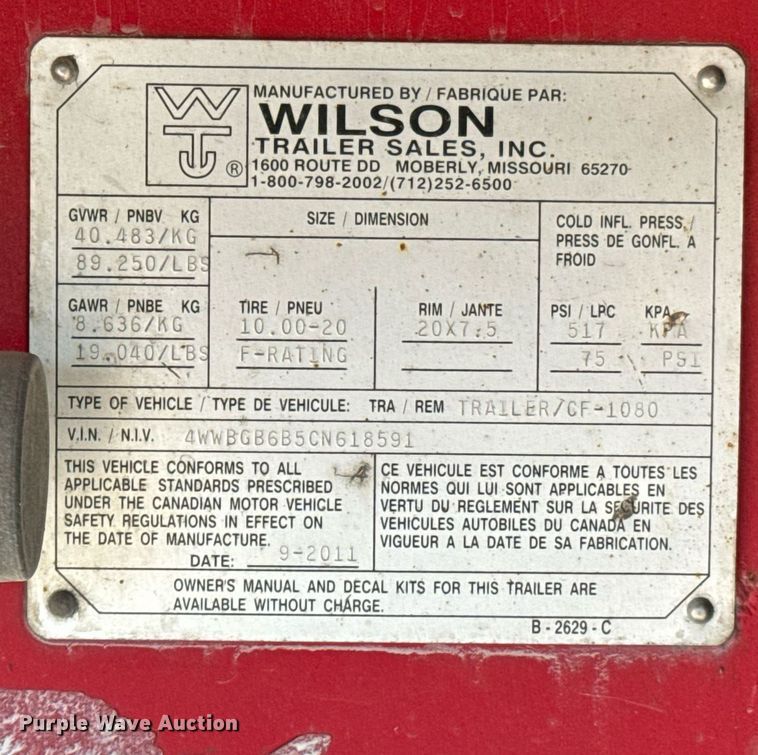 WTC ®
MANUFACTURED BY / FABRIQUE PAR:
WILSON
TRAILER SALES, INC.
1600 ROUTE DD MOBERLY, MISSOURI 65270
1-800-798-2002/(712)252-6500
GVWR / PNBV KG
40.483/KG
89.250/LBS
SIZE / DIMENSION
COLD INFL. PRESS./
PRESS DE GONFL. A
FROID
GAWR / PNBE KG
8.636/KG
19.040/LBS
TIRE / PNEU
10.00-20
F-RATING
RIM / JANTE
20X7.5
PSI / LPC KPA
517 KPA
75 PSI
TYPE OF VEHICLE / TYPE DE VEHICULE: TRA / REM TRAILER/CF-1080
V.I.N. / N.I.V. 4WWBGB6B5CN618591
THIS VEHICLE CONFORMS TO ALL
APPLICABLE STANDARDS PRESCRIBED
UNDER THE CANADIAN MOTOR VEHICLE
SAFETY REGULATIONS IN EFFECT ON
THE DATE OF MANUFACTURE.
DATE: 9-2011
CE VEHICULE EST CONFORME A TOUTES LES
NORMES QUI LUI SONT APPLICABLES EN
VERTU DU REGLEMENT SUR LA SECURITE DES
VEHICULES AUTOBILES DU CANADA EN
VIGUEUR A LA DATE DE SA FABRICATION.
OWNER'S MANUAL AND DECAL KITS FOR THIS TRAILER ARE
AVAILABLE WITHOUT CHARGE.
B - 2629 - C
Purple Wave Auction